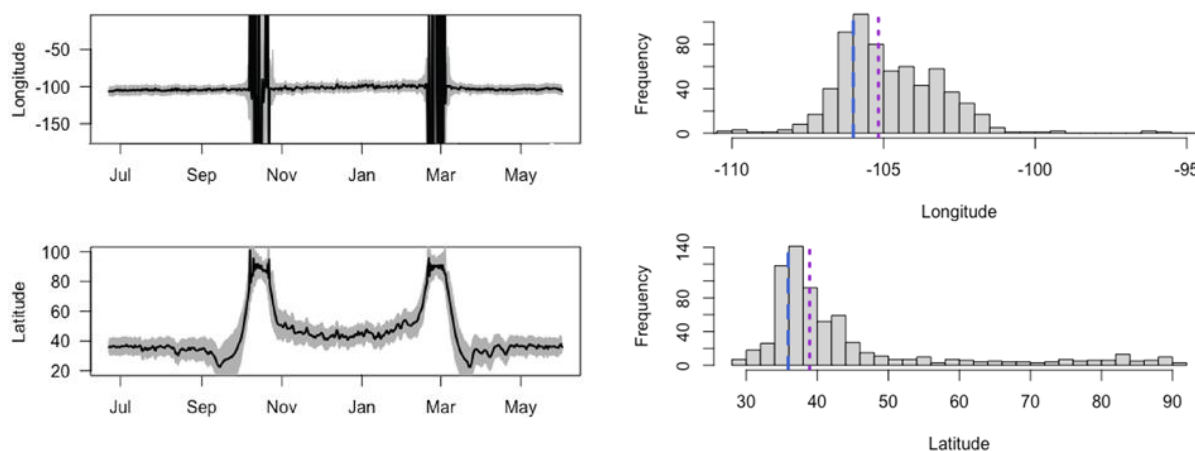 Longitude
-50
-100
-150
Jul Sep Nov Jan Mar May
Frequency
80
40
0
-110 -105 -100 -95
Longitude
Latitude
100
80
60
40
20
Jul Sep Nov Jan Mar May
Frequency
140
80
40
0
30 40 50 60 70 80 90
Latitude